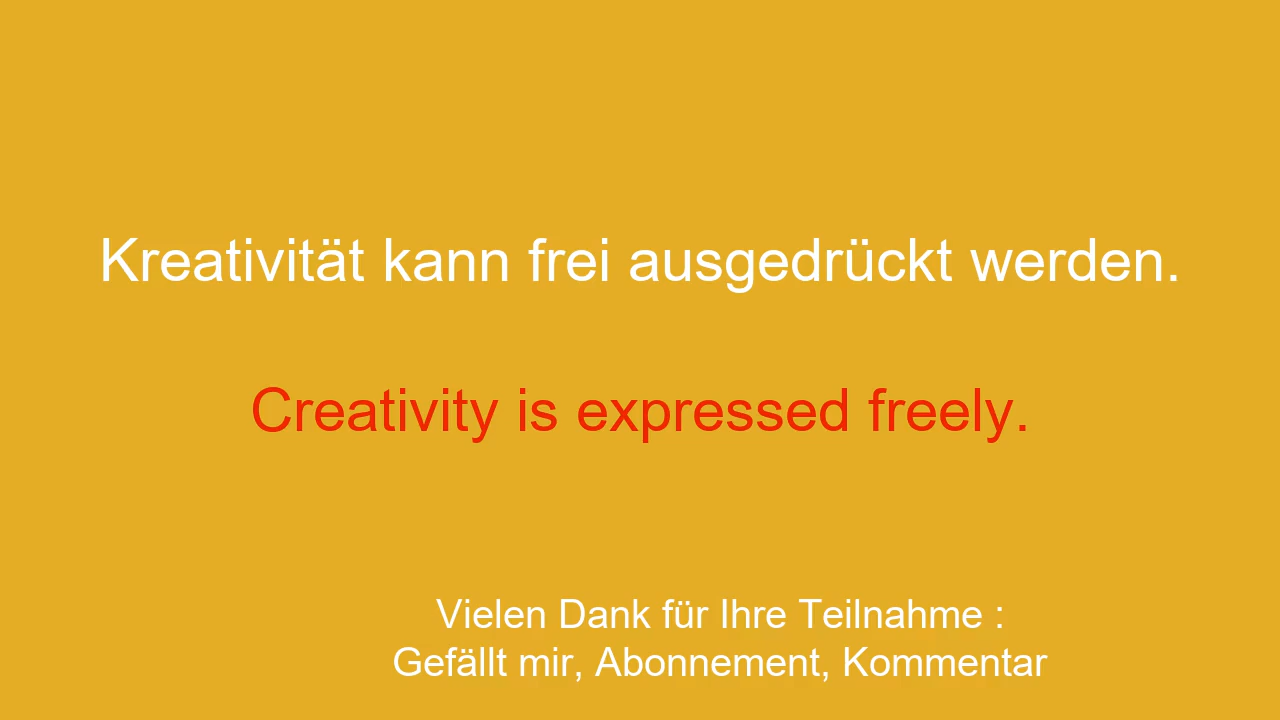 Kreativität kann frei ausgedrückt werden.
Creativity is expressed freely.
Vielen Dank für Ihre Teilnahme :
Gefällt mir, Abonnement, Kommentar